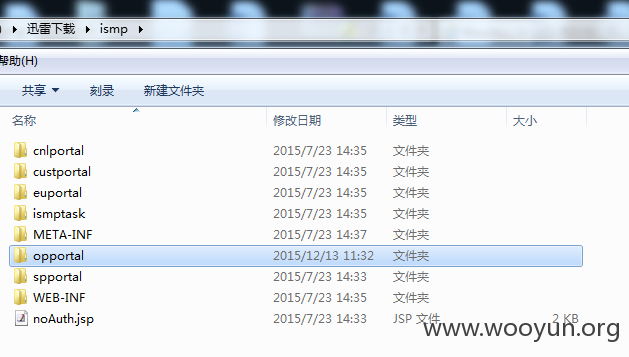 迅雷下载 ismp
帮助(H)
共享 刻录 新建文件夹
名称 修改日期 类型 大小
cnlportal 2015/7/23 14:35 文件夹
custportal 2015/7/23 14:35 文件夹
euportal 2015/7/23 14:35 文件夹
ismptask 2015/7/23 14:35 文件夹
META-INF 2015/7/23 14:37 文件夹
opportal 2015/12/13 11:32 文件夹
spportal 2015/7/23 14:33 文件夹
WEB-INF 2015/7/23 14:35 文件夹
noAuth.jsp 2015/7/23 14:33 JSP 文件 2 KB
www.wooyun.org